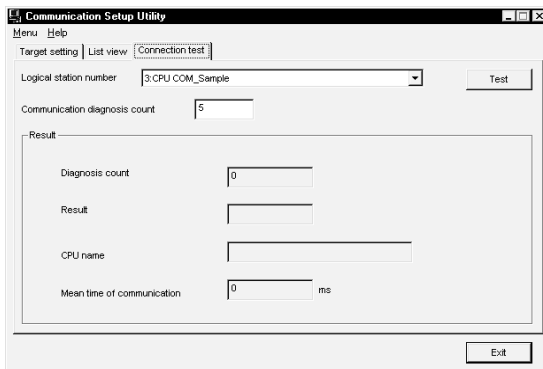 Communication Setup Utility
Menu Help
Target setting List view Connection test
Logical station number 3:CPU COM_Sample Test
Communication diagnosis count 5
Result
Diagnosis count 0
Result
CPU name
Mean time of communication 0 ms
Exit